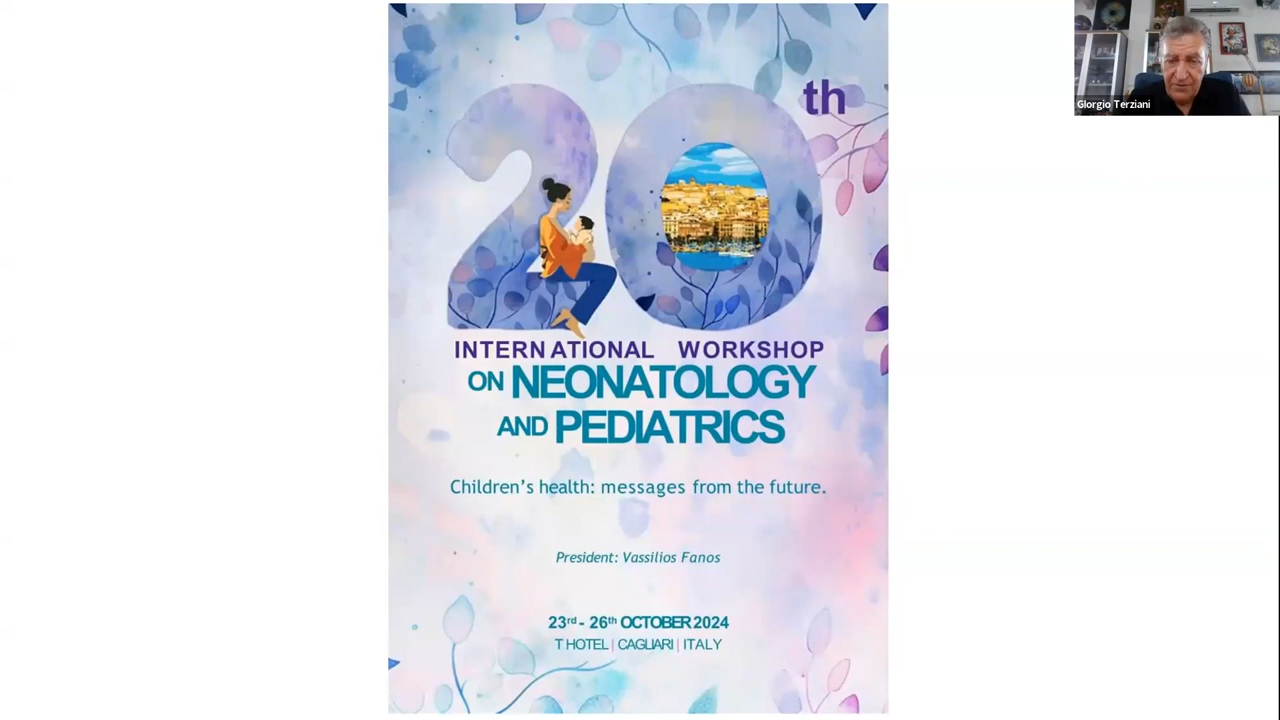 20th
INTERNATIONAL WORKSHOP
ON NEONATOLOGY
AND PEDIATRICS
Children's health: messages from the future.
President: Vassilios Fanos
23rd - 26th OCTOBER 2024
T HOTEL | CAGLIARI | ITALY
Glorgio Terziani